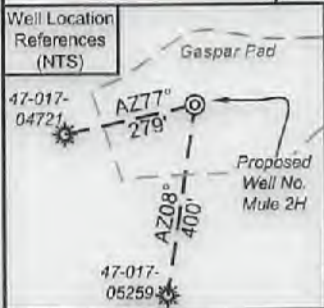 Well Location
References
(NTS)
Gaspar Pad
47-017-
04721
AZ77°
279'
Proposed
Well No.
Mule 2H
AZ08°
400'
47-017-
05259